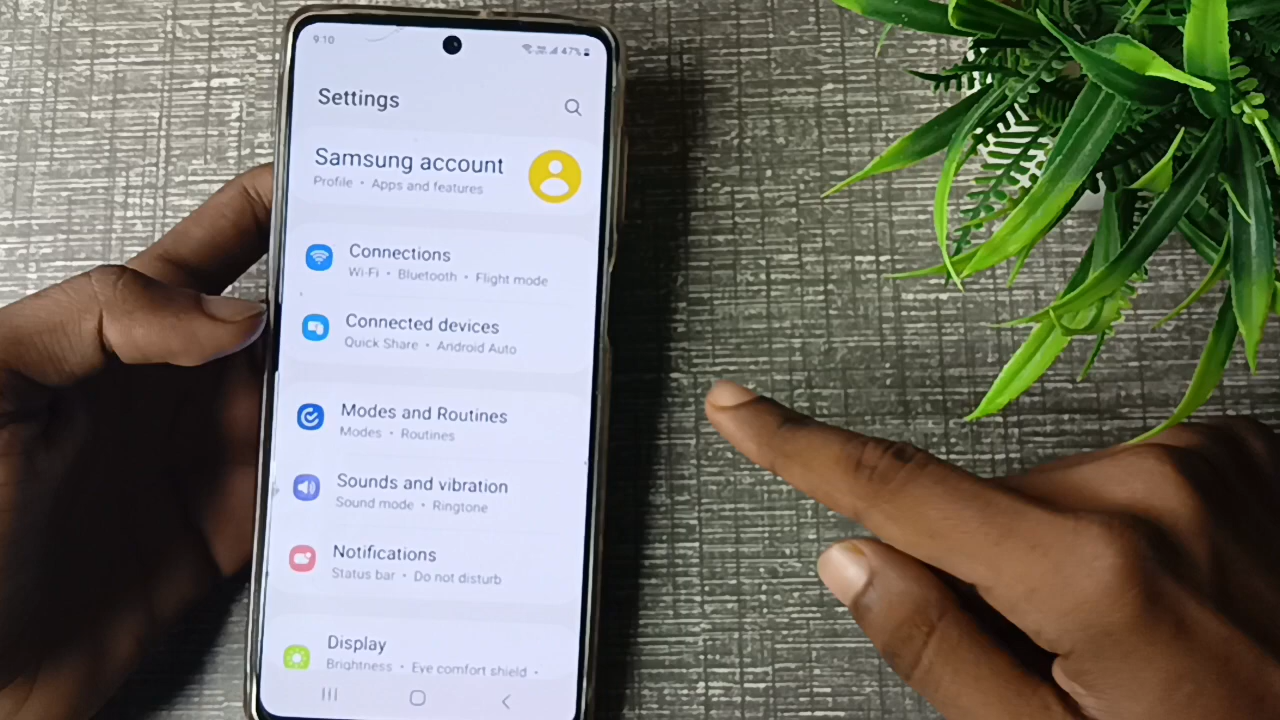 9:10
47%
Settings
Samsung account
Profile • Apps and features
Connections
Wi-Fi • Bluetooth • Flight mode
Connected devices
Quick Share • Android Auto
Modes and Routines
Modes • Routines
Sounds and vibration
Sound mode • Ringtone
Notifications
Status bar • Do not disturb
Display
Brightness • Eye comfort shield •